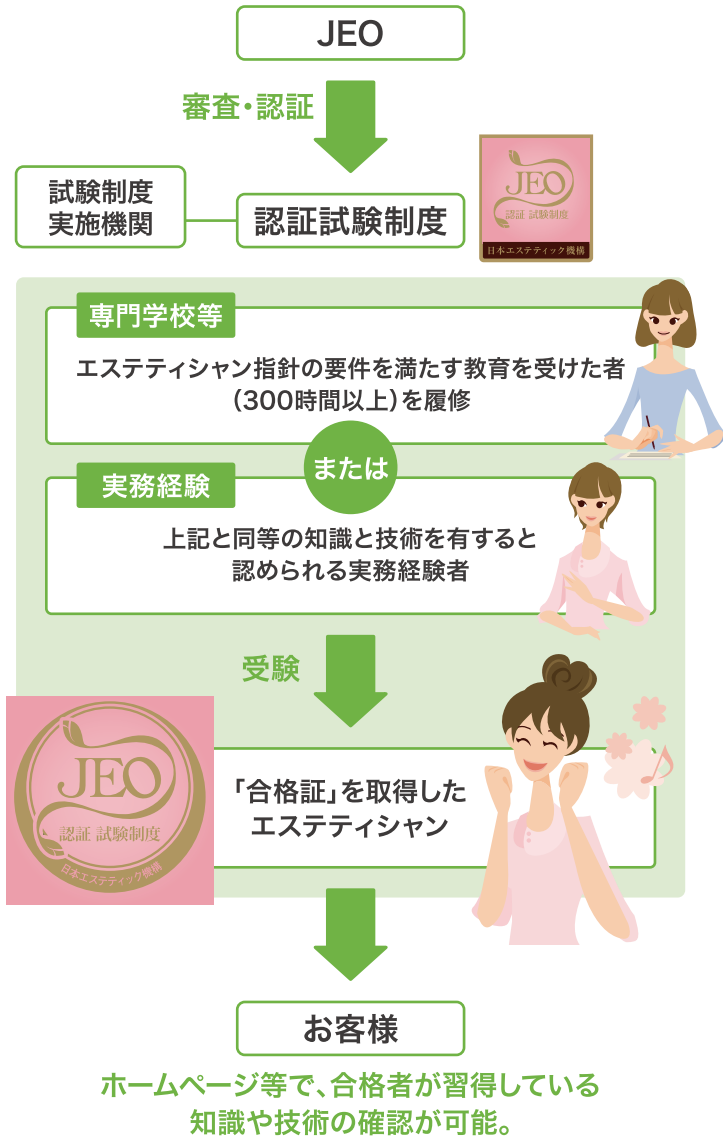 JEO
審査・認証
試験制度
実施機関
認証試験制度
JEO
認証 試験制度
日本エステティック機構
専門学校等
エステティシャン指針の要件を満たす教育を受けた者
（300時間以上）を履修
または
実務経験
上記と同等の知識と技術を有すると
認められる実務経験者
受験
JEO
認証 試験制度
日本エステティック機構
「合格証」を取得した
エステティシャン
お客様
ホームページ等で、合格者が習得している
知識や技術の確認が可能。